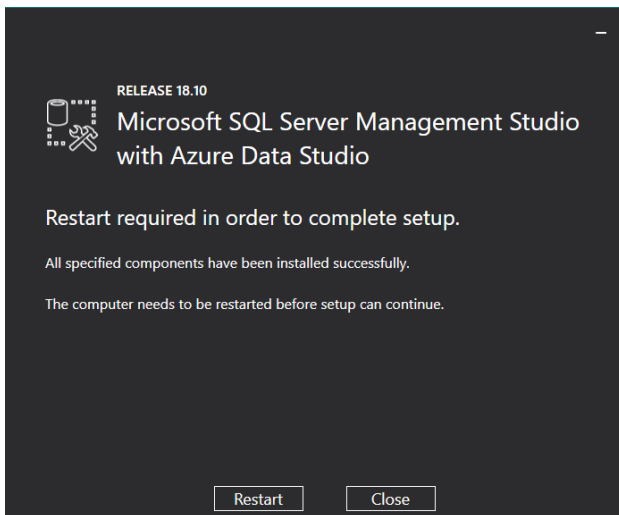 RELEASE 18.10
Microsoft SQL Server Management Studio
with Azure Data Studio
Restart required in order to complete setup.
All specified components have been installed successfully.
The computer needs to be restarted before setup can continue.
Restart
Close